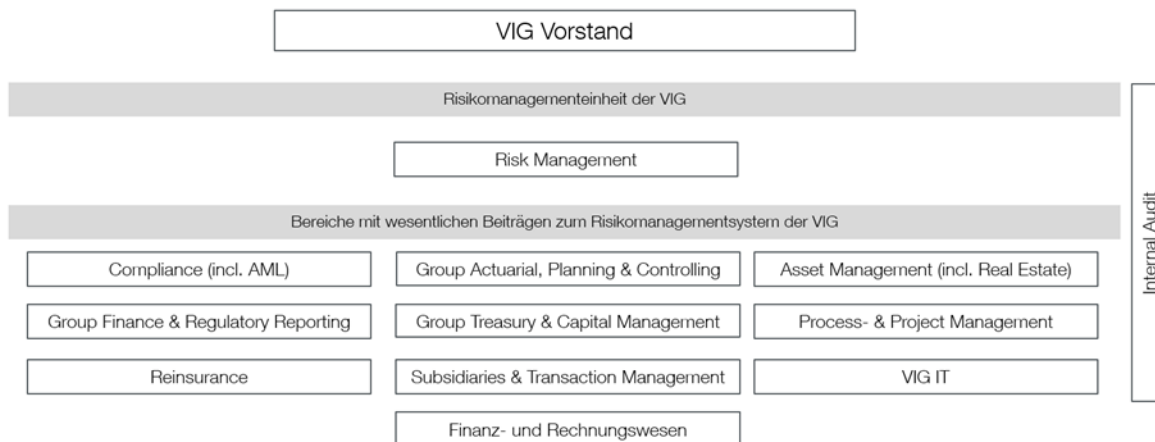 VIG Vorstand
Risikomanagementeinheit der VIG
Risk Management
Bereiche mit wesentlichen Beiträgen zum Risikomanagementsystem der VIG
Compliance (incl. AML)
Group Actuarial, Planning & Controlling
Asset Management (incl. Real Estate)
Group Finance & Regulatory Reporting
Group Treasury & Capital Management
Process- & Project Management
Reinsurance
Subsidiaries & Transaction Management
VIG IT
Finanz- und Rechnungswesen
Internal Audit